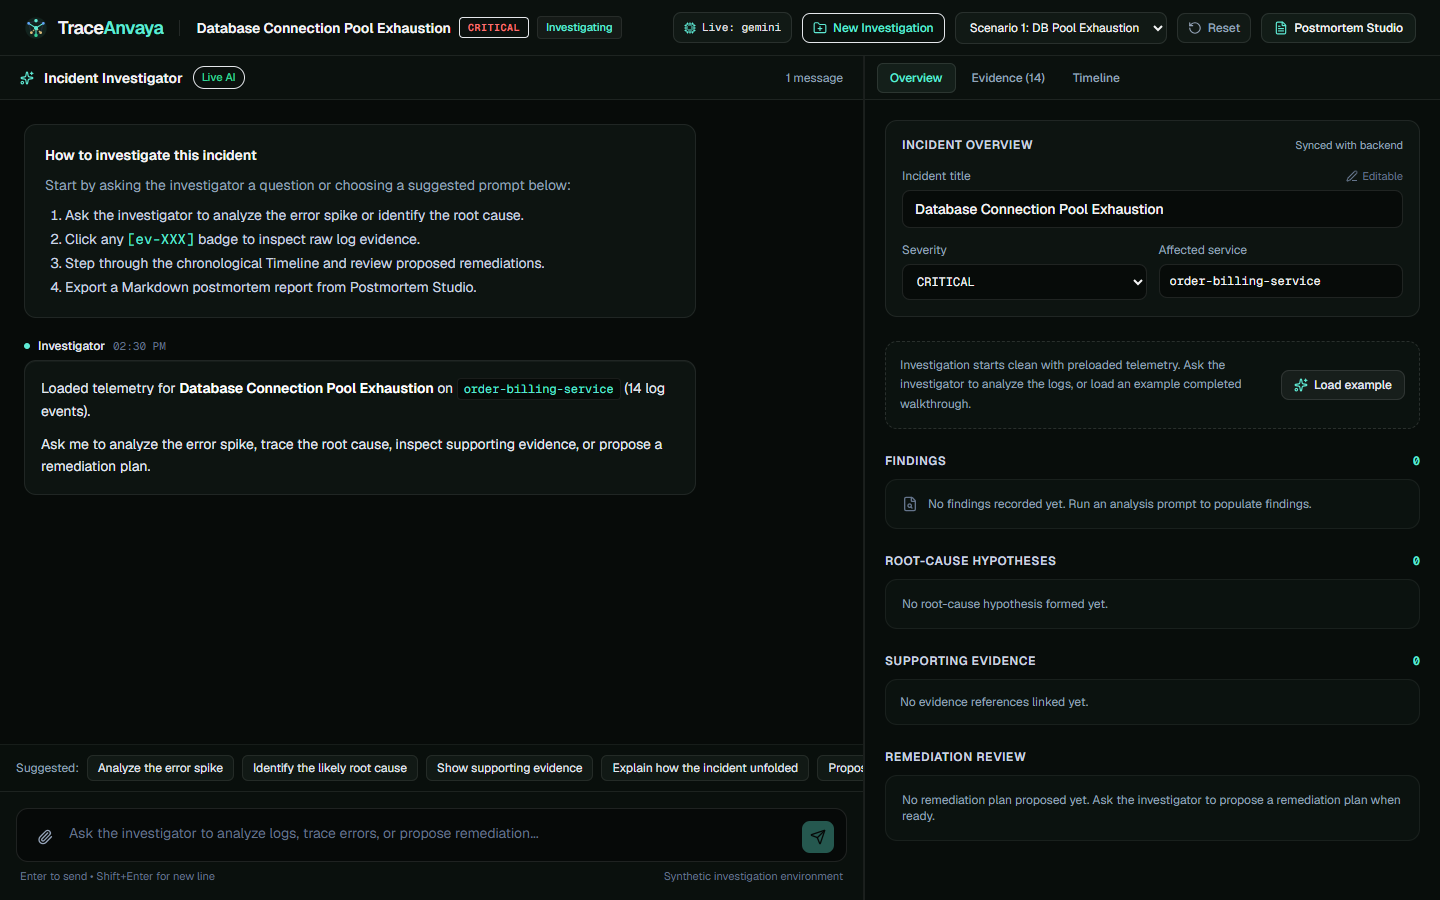 TraceAnvaya
Database Connection Pool Exhaustion
CRITICAL
Investigating
Live: gemini
New Investigation
Scenario 1: DB Pool Exhaustion
Reset
Postmortem Studio
Incident Investigator
Live AI
1 message
Overview
Evidence (14)
Timeline
How to investigate this incident
Start by asking the investigator a question or choosing a suggested prompt below:
1. Ask the investigator to analyze the error spike or identify the root cause.
2. Click any [ev-XXX] badge to inspect raw log evidence.
3. Step through the chronological Timeline and review proposed remediations.
4. Export a Markdown postmortem report from Postmortem Studio.
Investigator 02:30 PM
Loaded telemetry for Database Connection Pool Exhaustion on order-billing-service (14 log
events).
Ask me to analyze the error spike, trace the root cause, inspect supporting evidence, or propose a
remediation plan.
Suggested:
Analyze the error spike
Identify the likely root cause
Show supporting evidence
Explain how the incident unfolded
Propos
Ask the investigator to analyze logs, trace errors, or propose remediation...
Enter to send • Shift+Enter for new line
Synthetic investigation environment
INCIDENT OVERVIEW
Synced with backend
Incident title
Editable
Database Connection Pool Exhaustion
Severity
Affected service
CRITICAL
order-billing-service
Investigation starts clean with preloaded telemetry. Ask the
investigator to analyze the logs, or load an example completed
walkthrough.
Load example
FINDINGS
0
No findings recorded yet. Run an analysis prompt to populate findings.
ROOT-CAUSE HYPOTHESES
0
No root-cause hypothesis formed yet.
SUPPORTING EVIDENCE
0
No evidence references linked yet.
REMEDIATION REVIEW
No remediation plan proposed yet. Ask the investigator to propose a remediation plan when
ready.